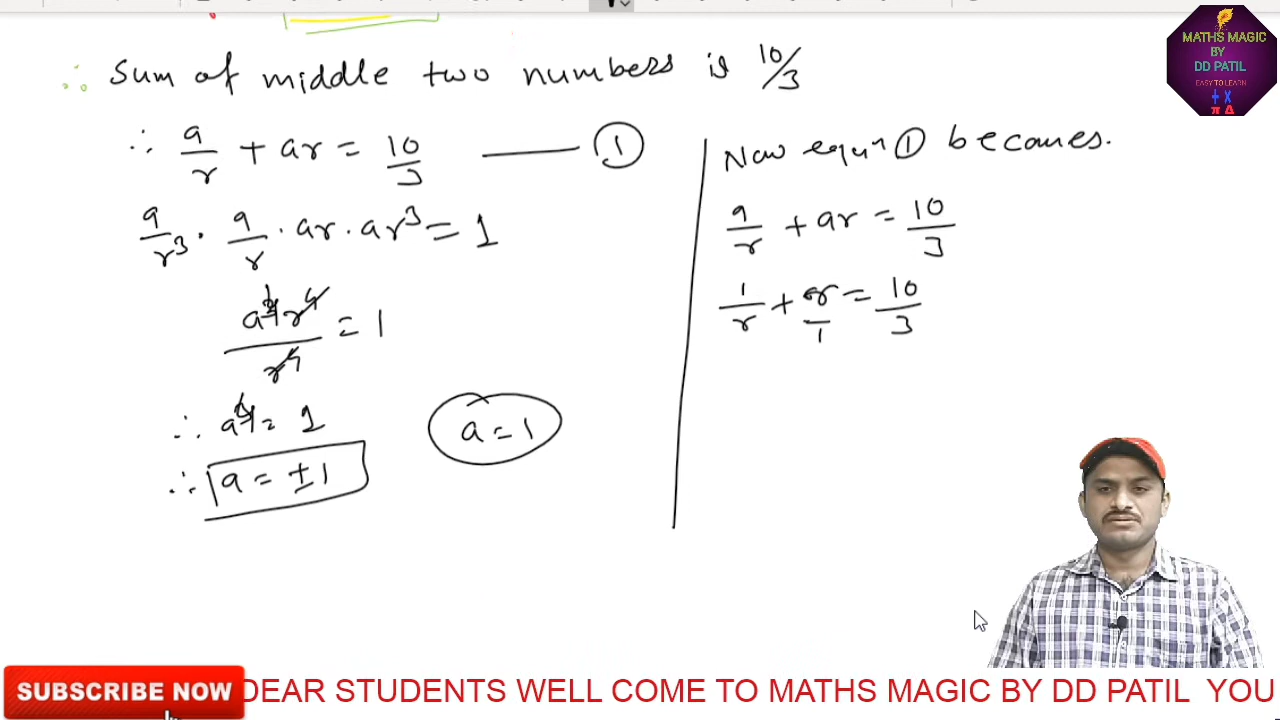 ∴ Sum of middle two numbers is 10/3
∴ a/r + ar = 10/3 —— ①
a/r³ · a/r · ar · ar³ = 1
a⁴r⁴/r⁴ = 1
∴ a⁴ = 1
a = 1
∴ a = ±1
Now equn ① becomes.
a/r + ar = 10/3
1/r + r/1 = 10/3
MATHS MAGIC
BY
DD PATIL
EASY TO LEARN
+ X
π Δ
SUBSCRIBE NOW
DEAR STUDENTS WELL COME TO MATHS MAGIC BY DD PATIL YOU